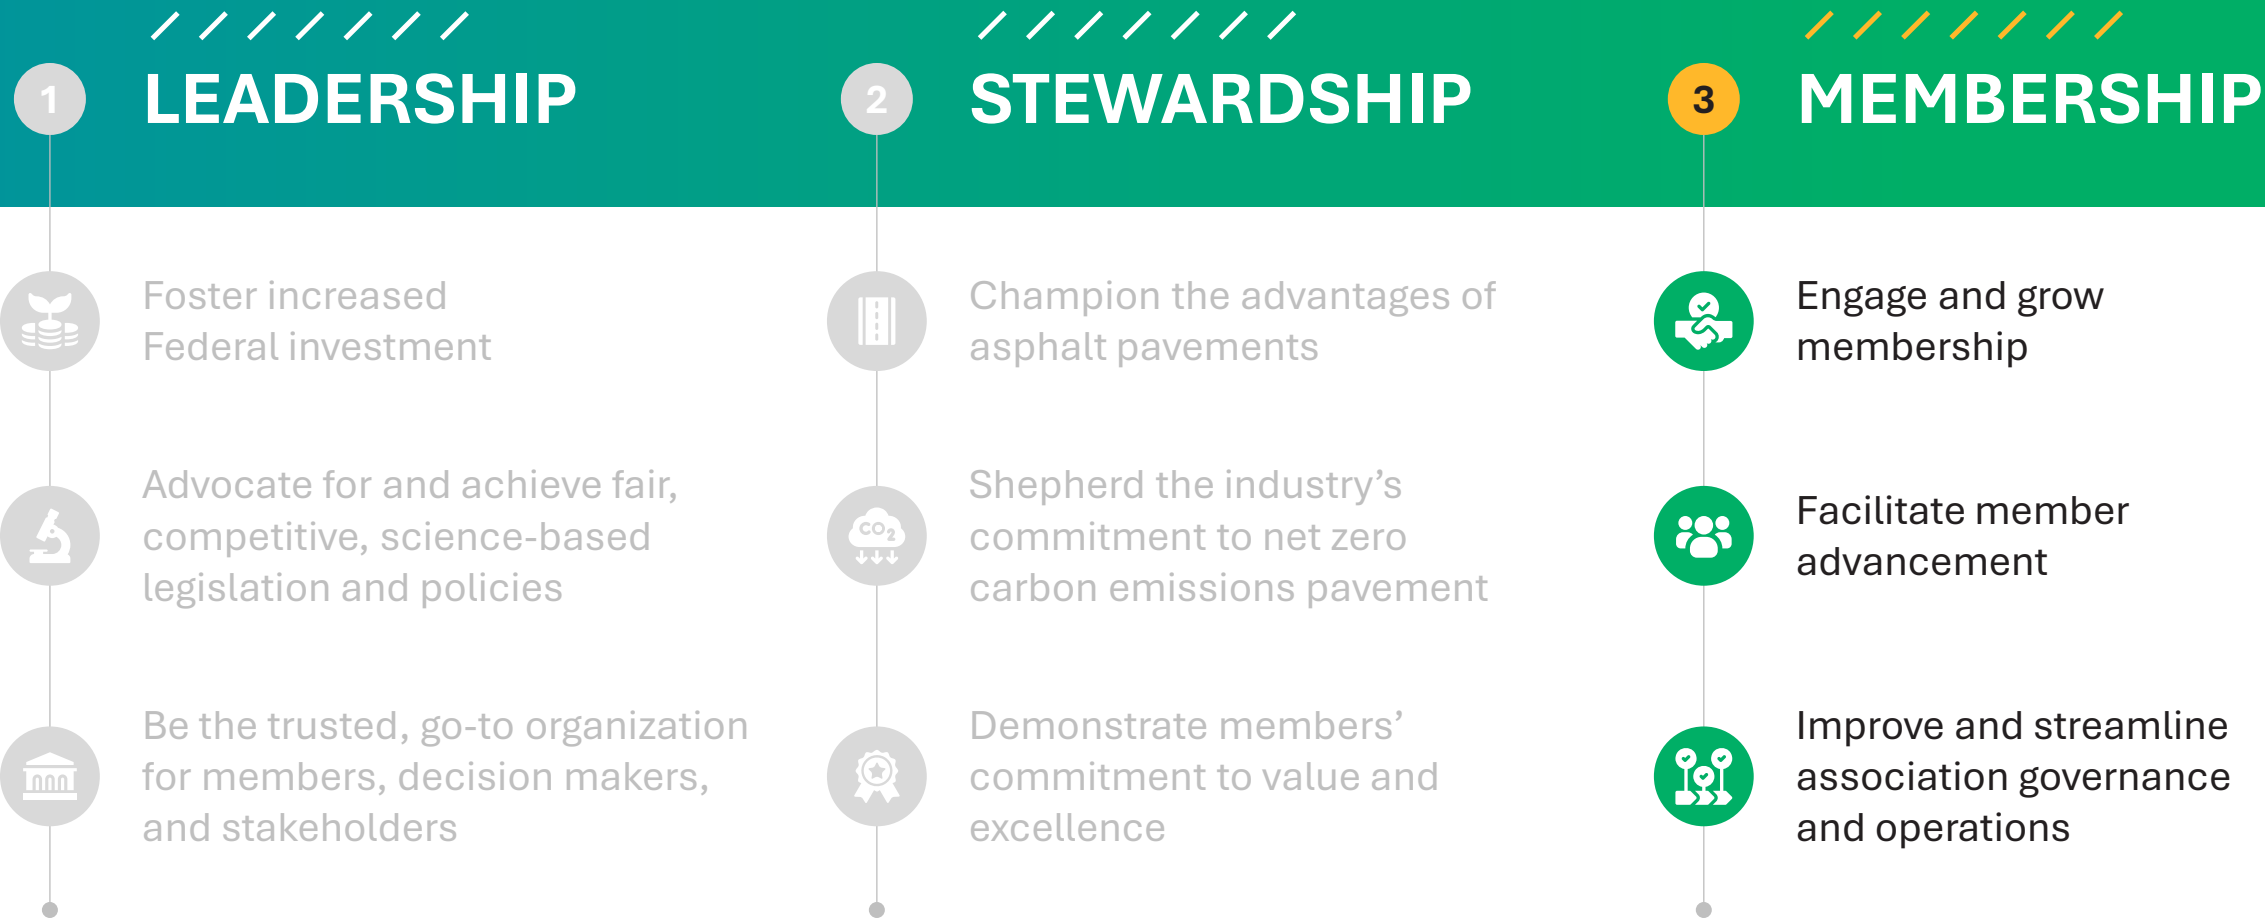 1
LEADERSHIP
Foster increased
Federal investment
Advocate for and achieve fair,
competitive, science-based
legislation and policies
Be the trusted, go-to organization
for members, decision makers,
and stakeholders
2
STEWARDSHIP
Champion the advantages of
asphalt pavements
CO2
Shepherd the industry’s
commitment to net zero
carbon emissions pavement
Demonstrate members’
commitment to value and
excellence
3
MEMBERSHIP
Engage and grow
membership
Facilitate member
advancement
Improve and streamline
association governance
and operations